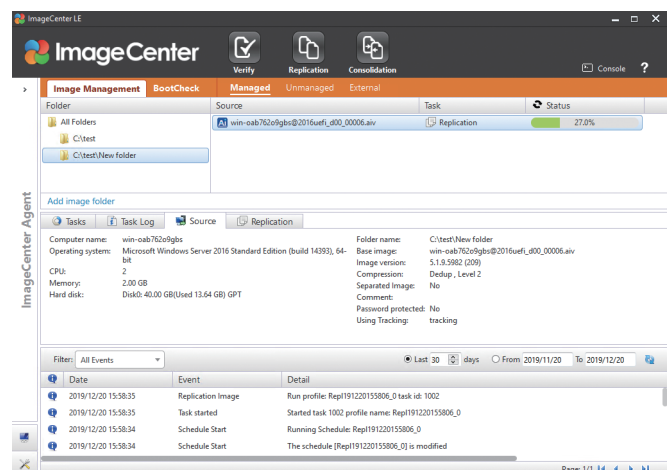 ImageCenter LE
ImageCenter
Verify Replication Consolidation
Console ?
Image Management BootCheck Managed Unmanaged External
Folder Source Task Status
All Folders
C:\test
C:\test\New folder
win-oab762o9gbs@2016uefi_d00_00006.aiv Replication 27.0%
Add image folder
ImageCenter Agent
Tasks Task Log Source Replication
Computer name: win-oab762o9gbs
Operating system: Microsoft Windows Server 2016 Standard Edition (build 14393), 64-
bit
CPU: 2
Memory: 2.00 GB
Hard disk: Disk0: 40.00 GB(Used 13.64 GB) GPT
Folder name: C:\test\New folder
Base image: win-oab762o9gbs@2016uefi_d00_00006.aiv
Image version: 5.1.9.5982 (209)
Compression: Dedup , Level 2
Separated Image: No
Comment:
Password protected: No
Using Tracking: tracking
Filter: All Events Last 30 days From 2019/11/20 To 2019/12/20
Date Event Detail
2019/12/20 15:58:35 Replication Image Run profile: Repl191220155806_0 task id: 1002
2019/12/20 15:58:35 Task started Started task 1002 profile name: Repl191220155806_0
2019/12/20 15:58:34 Schedule Start Running Schedule: Repl191220155806_0
2019/12/20 15:58:34 Schedule Start The schedule [Repl191220155806_0] is modified
Page: 1/1